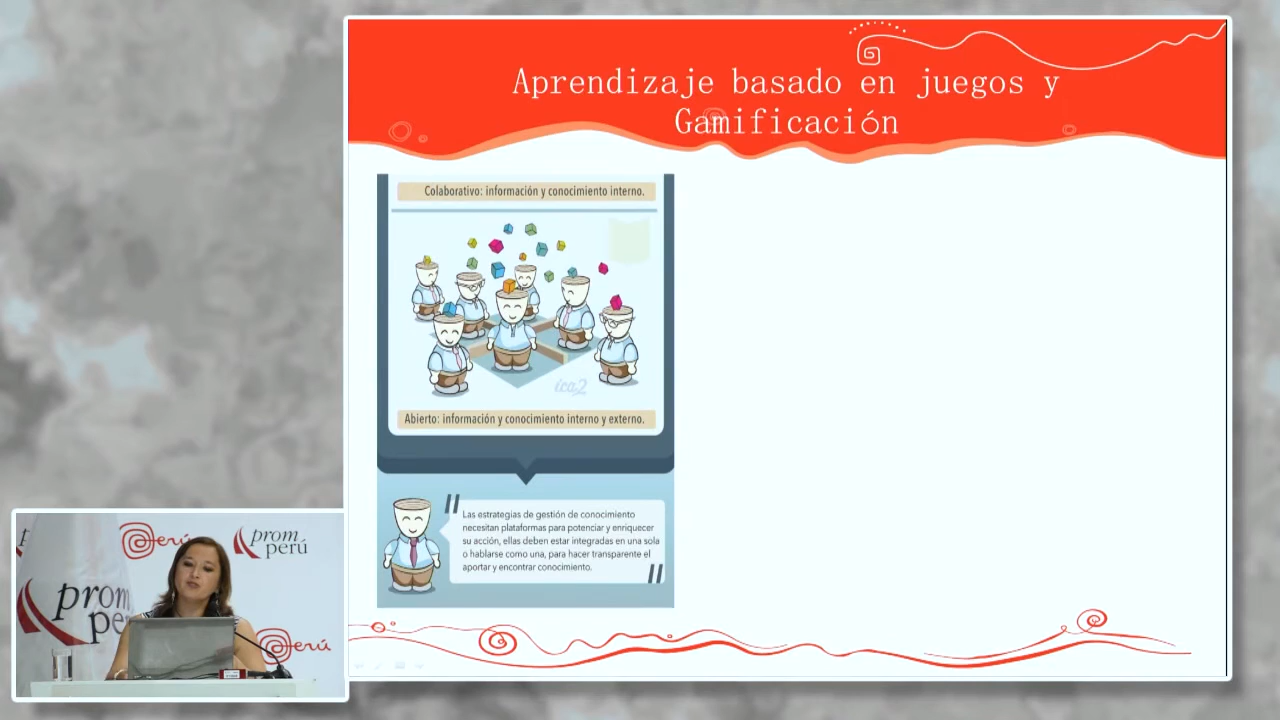 Aprendizaje basado en juegos y
Gamificación
Colaborativo: información y conocimiento interno.
ica2
Abierto: información y conocimiento interno y externo.
Las estrategias de gestión de conocimiento
necesitan plataformas para potenciar y enriquecer
su acción, ellas deben estar integradas en una sola
o hablarse como una, para hacer transparente el
aportar y encontrar conocimiento.
Perú
prom
perú
prom
pe
Perú